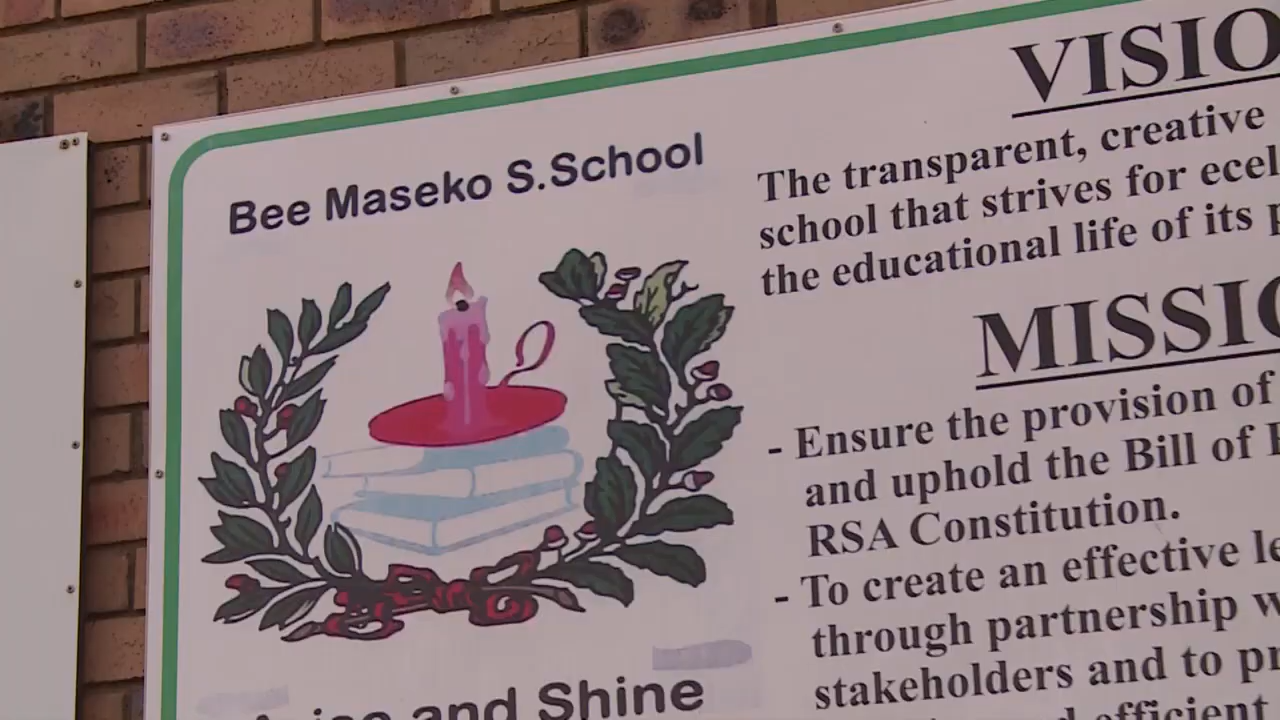 Bee Maseko S.School
and Shine
VISIO
The transparent, creative
school that strives for ecel
the educational life of its
MISSIO
- Ensure the provision of
and uphold the Bill of
RSA Constitution.
- To create an effective le
through partnership w
stakeholders and to pr
efficient